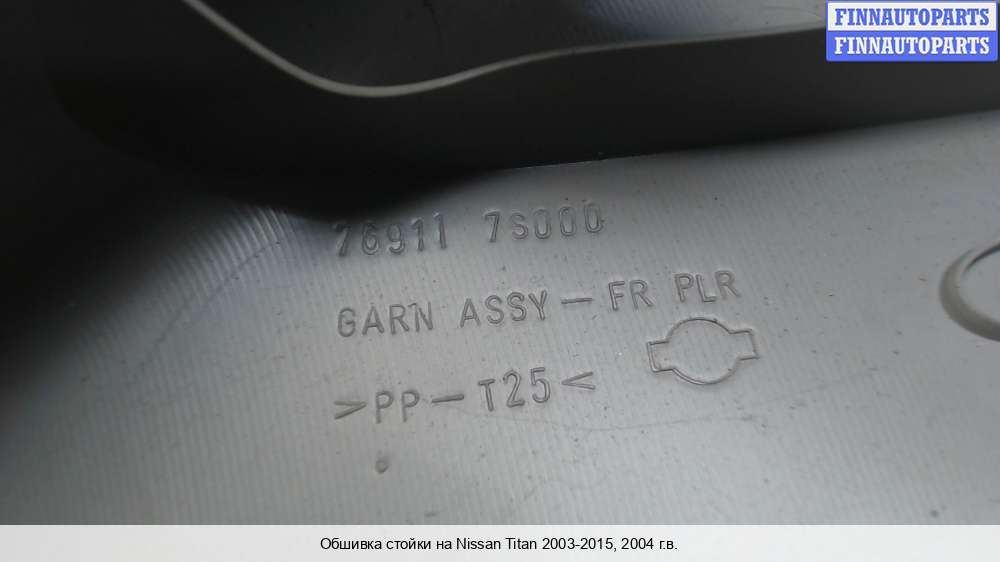 FINNAUTOPARTS
FINNAUTOPARTS
76911 7S000
GARN ASSY-FR PLR
>PP-T25<
Обшивка стойки на Nissan Titan 2003-2015, 2004 г.в.